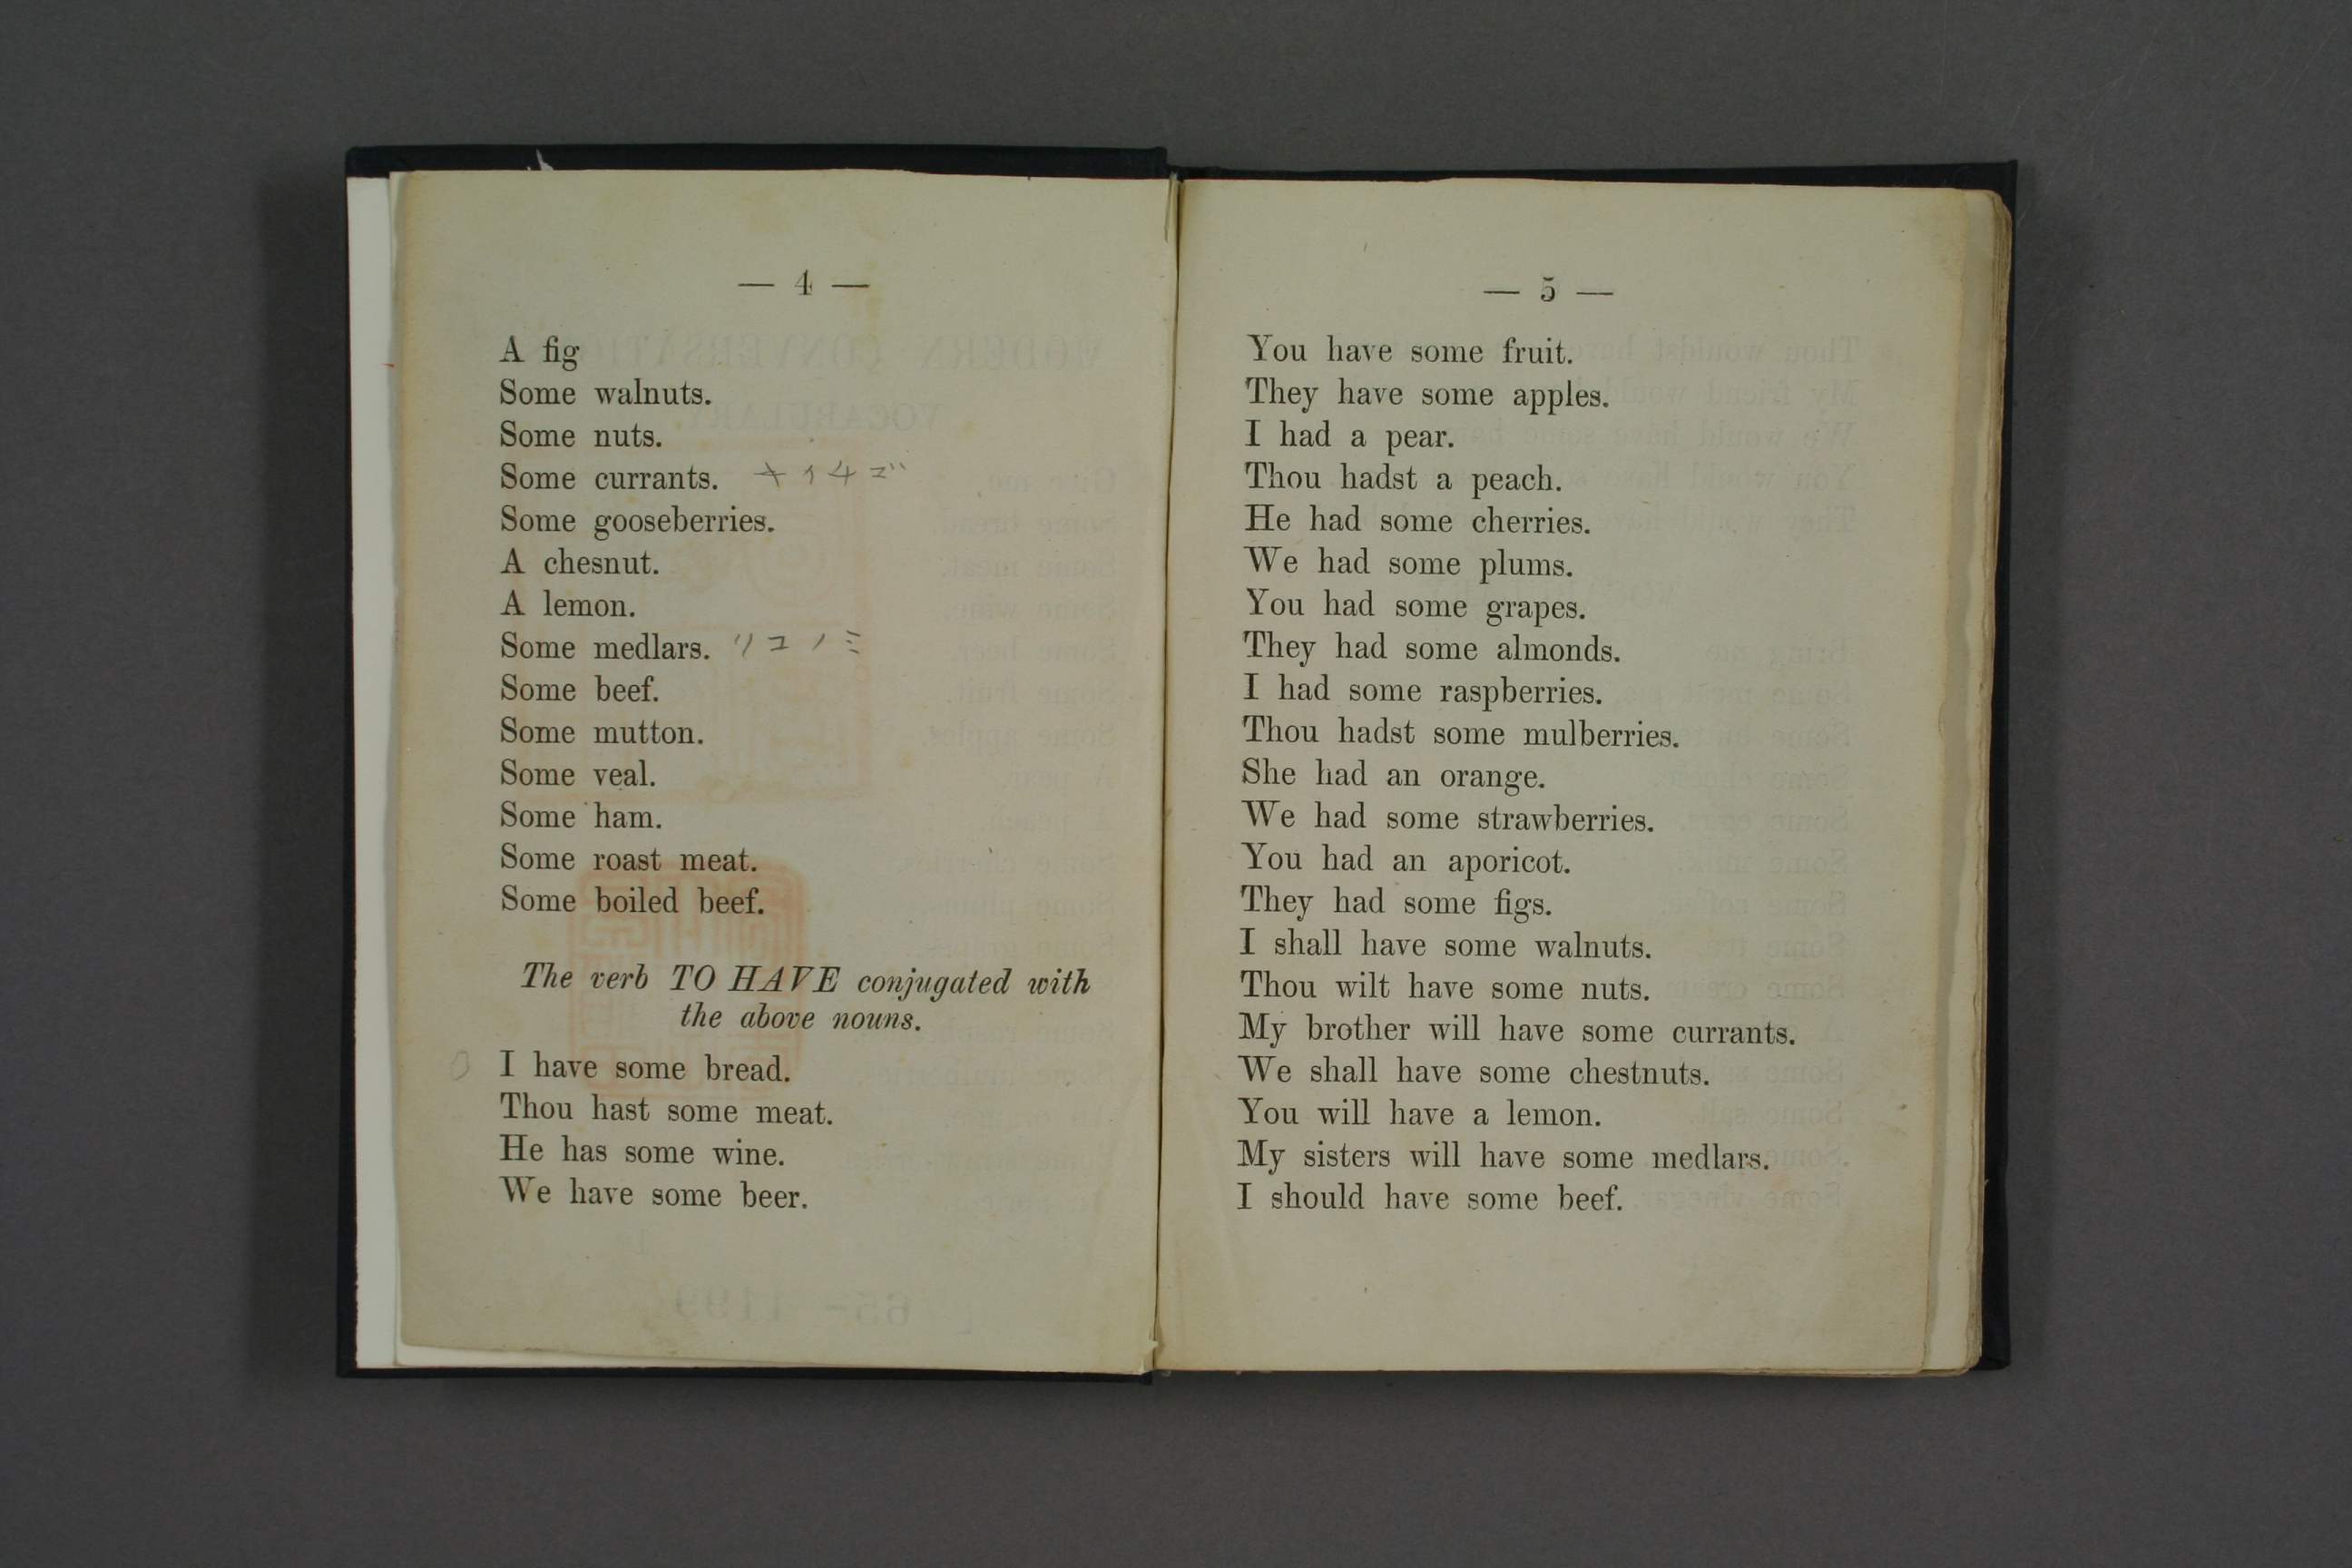 — 4 —
A fig
Some walnuts.
Some nuts.
Some currants. キイチゴ
Some gooseberries.
A chesnut.
A lemon.
Some medlars. リコノミ
Some beef.
Some mutton.
Some veal.
Some ham.
Some roast meat.
Some boiled beef.
The verb TO HAVE conjugated with
the above nouns.
I have some bread.
Thou hast some meat.
He has some wine.
We have some beer.
— 5 —
You have some fruit.
They have some apples.
I had a pear.
Thou hadst a peach.
He had some cherries.
We had some plums.
You had some grapes.
They had some almonds.
I had some raspberries.
Thou hadst some mulberries.
She had an orange.
We had some strawberries.
You had an aporicot.
They had some figs.
I shall have some walnuts.
Thou wilt have some nuts.
My brother will have some currants.
We shall have some chestnuts.
You will have a lemon.
My sisters will have some medlars.
I should have some beef.